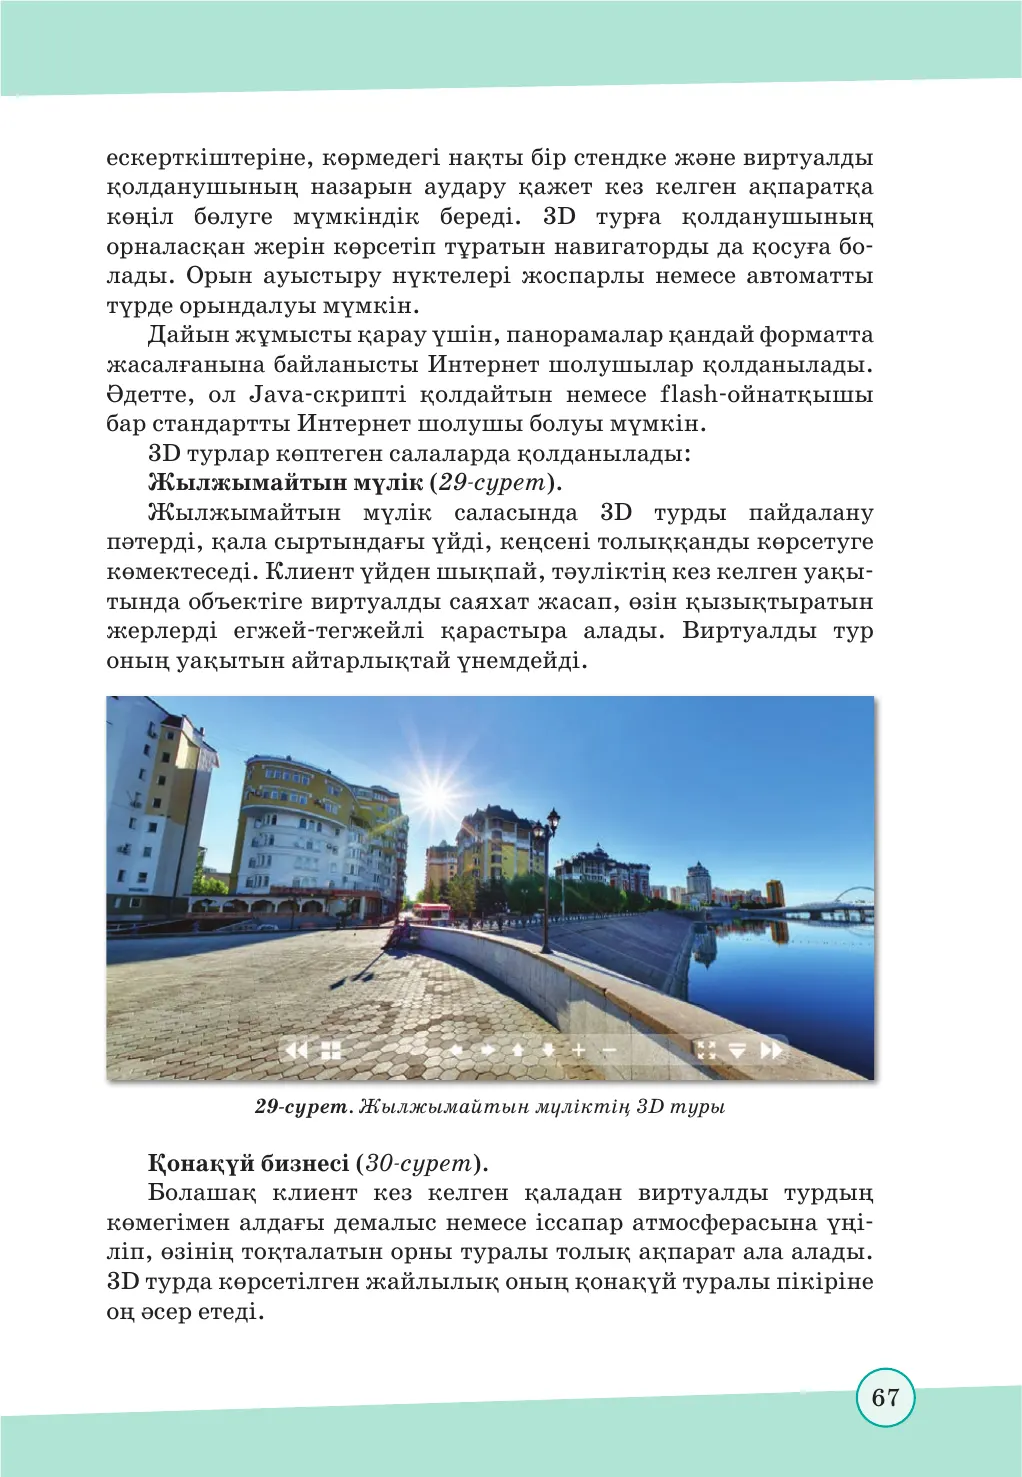 ескерткіштеріне, көрмедегі нақты бір стендке және виртуалды
қолданушының назарын аудару қажет кез келген ақпаратқа
көңіл бөлуге мүмкіндік береді. 3D турға қолданушының
орналасқан жерін көрсетіп тұратын навигаторды да қосуға бо-
лады. Орын ауыстыру нүктелері жоспарлы немесе автоматты
түрде орындалуы мүмкін.
Дайын жұмысты қарау үшін, панорамалар қандай форматта
жасалғанына байланысты Интернет шолушылар қолданылады.
Әдетте, ол Java-скрипті қолдайтын немесе flash-ойнатқышы
бар стандартты Интернет шолушы болуы мүмкін.
3D турлар көптеген салаларда қолданылады:
Жылжымайтын мүлік (29-сурет).
Жылжымайтын мүлік саласында 3D турды пайдалану
пәтерді, қала сыртындағы үйді, кеңсені толыққанды көрсетуге
көмектеседі. Клиент үйден шықпай, тәуліктің кез келген уақы-
тында объектіге виртуалды саяхат жасап, өзін қызықтыратын
жерлерді егжей-тегжейлі қарастыра алады. Виртуалды тур
оның уақытын айтарлықтай үнемдейді.
29-сурет. Жылжымайтын мүліктің 3D туры
Қонақүй бизнесі (30-сурет).
Болашақ клиент кез келген қаладан виртуалды турдың
көмегімен алдағы демалыс немесе іссапар атмосферасына үңі-
ліп, өзінің тоқталатын орны туралы толық ақпарат ала алады.
3D турда көрсетілген жайлылық оның қонақүй туралы пікіріне
оң әсер етеді.
67